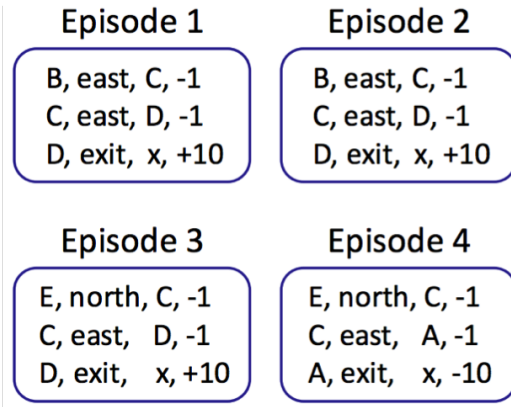 Episode 1
B, east, C, -1
C, east, D, -1
D, exit, x, +10
Episode 2
B, east, C, -1
C, east, D, -1
D, exit, x, +10
Episode 3
E, north, C, -1
C, east, D, -1
D, exit, x, +10
Episode 4
E, north, C, -1
C, east, A, -1
A, exit, x, -10